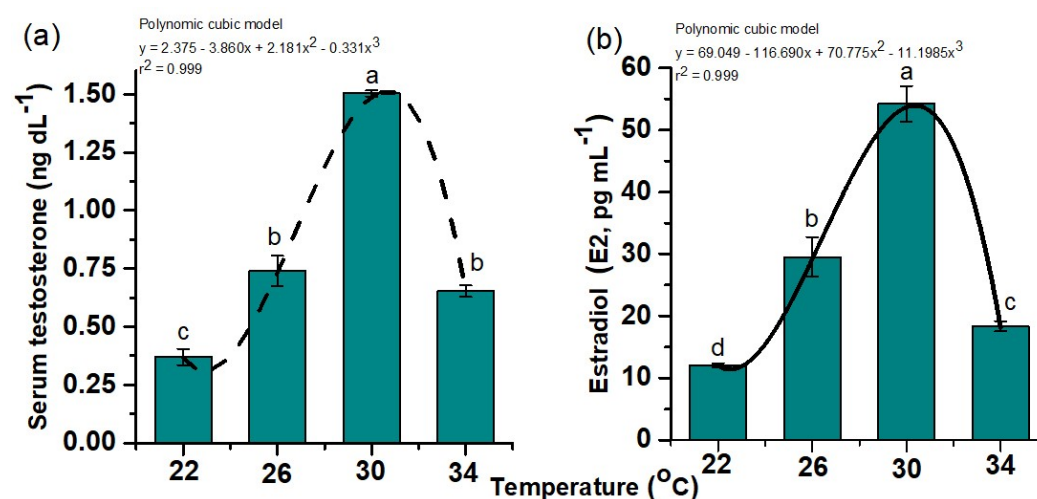 (a)
Polynomic cubic model
y = 2.375 - 3.860x + 2.181x² - 0.331x³
r² = 0.999
Serum testosterone (ng dL⁻¹)
1.50
1.25
1.00
0.75
0.50
0.25
0.00
c
b
a
b
22 26 30 34
(b)
Polynomic cubic model
y = 69.049 - 116.690x + 70.775x² - 11.1985x³
r² = 0.999
Estradiol (E2, pg mL⁻¹)
60
50
40
30
20
10
0
d
b
a
c
22 26 30 34
Temperature (°C)